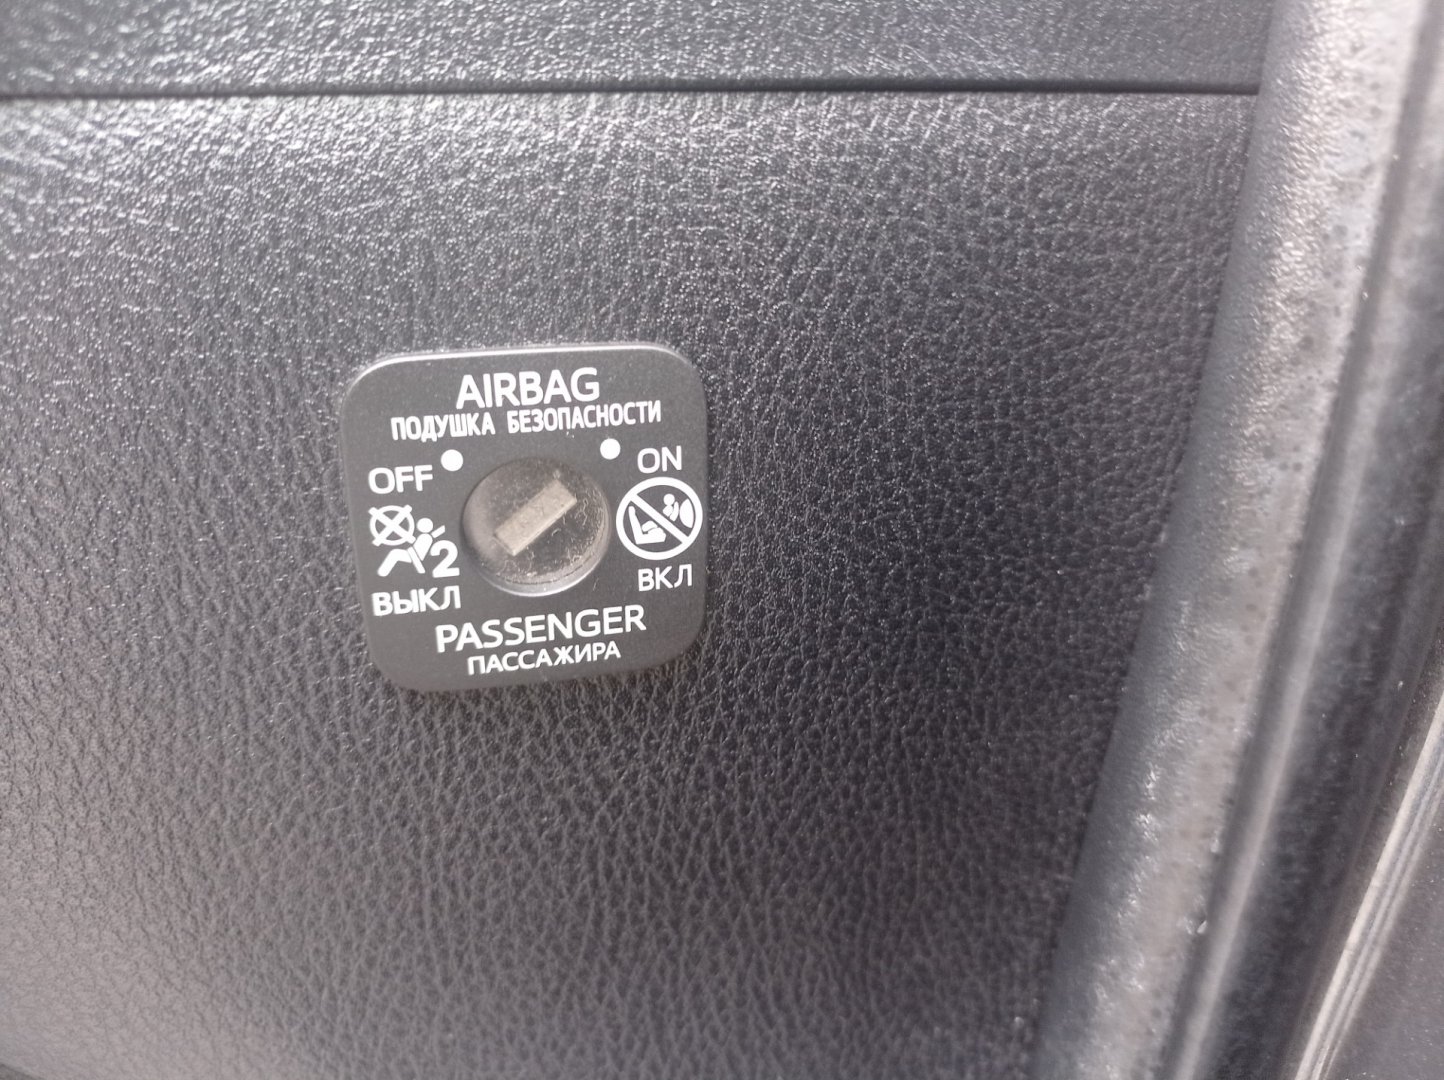 AIRBAG
ПОДУШКА БЕЗОПАСНОСТИ
OFF
ON
2
ВЫКЛ
ВКЛ
PASSENGER
ПАССАЖИРА